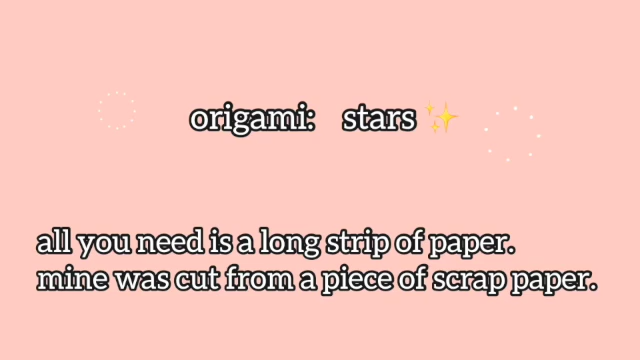 origami: stars ✨
all you need is a long strip of paper.
mine was cut from a piece of scrap paper.